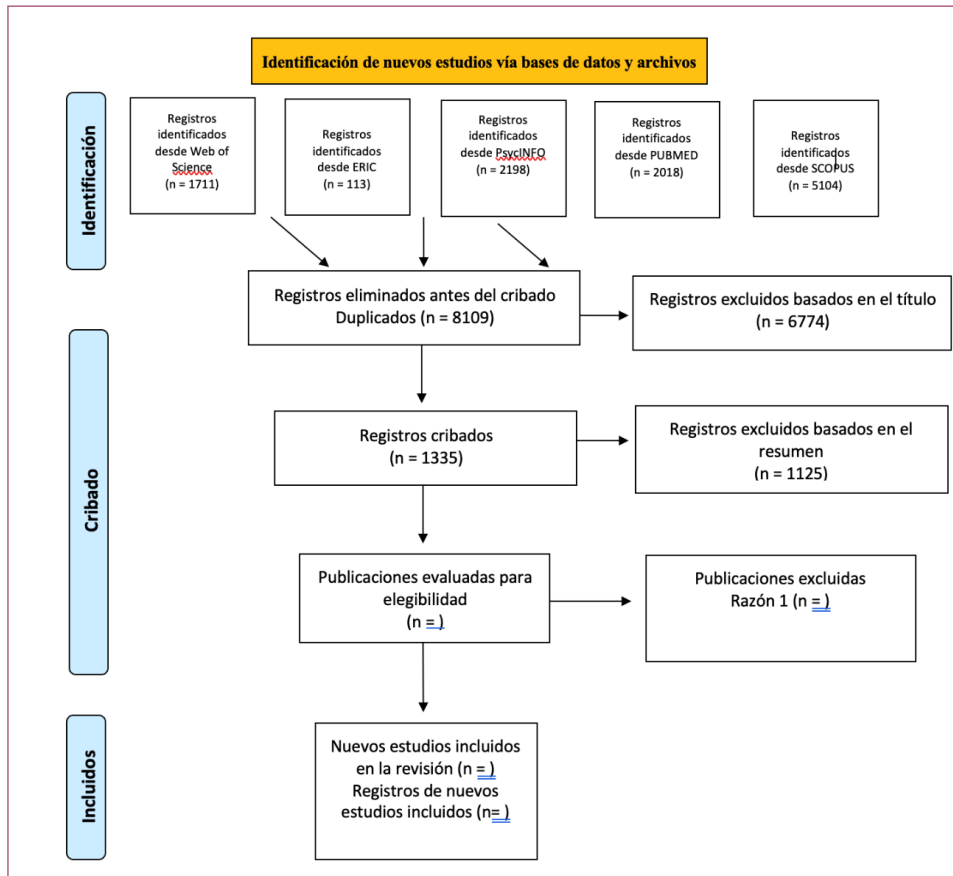 Identificación de nuevos estudios vía bases de datos y archivos
Identificación
Registros
identificados
desde Web of
Science
(n = 1711)
Registros
identificados
desde ERIC
(n = 113)
Registros
identificados
desde PsycINFO
(n = 2198)
Registros
identificados
desde PUBMED
(n = 2018)
Registros
identificados
desde SCOPUS
(n = 5104)
Registros eliminados antes del cribado
Duplicados (n = 8109)
Registros excluidos basados en el título
(n = 6774)
Cribado
Registros cribados
(n = 1335)
Registros excluidos basados en el
resumen
(n = 1125)
Publicaciones evaluadas para
elegibilidad
(n = )
Publicaciones excluidas
Razón 1 (n = )
Incluidos
Nuevos estudios incluidos
en la revisión (n = )
Registros de nuevos
estudios incluidos (n= )